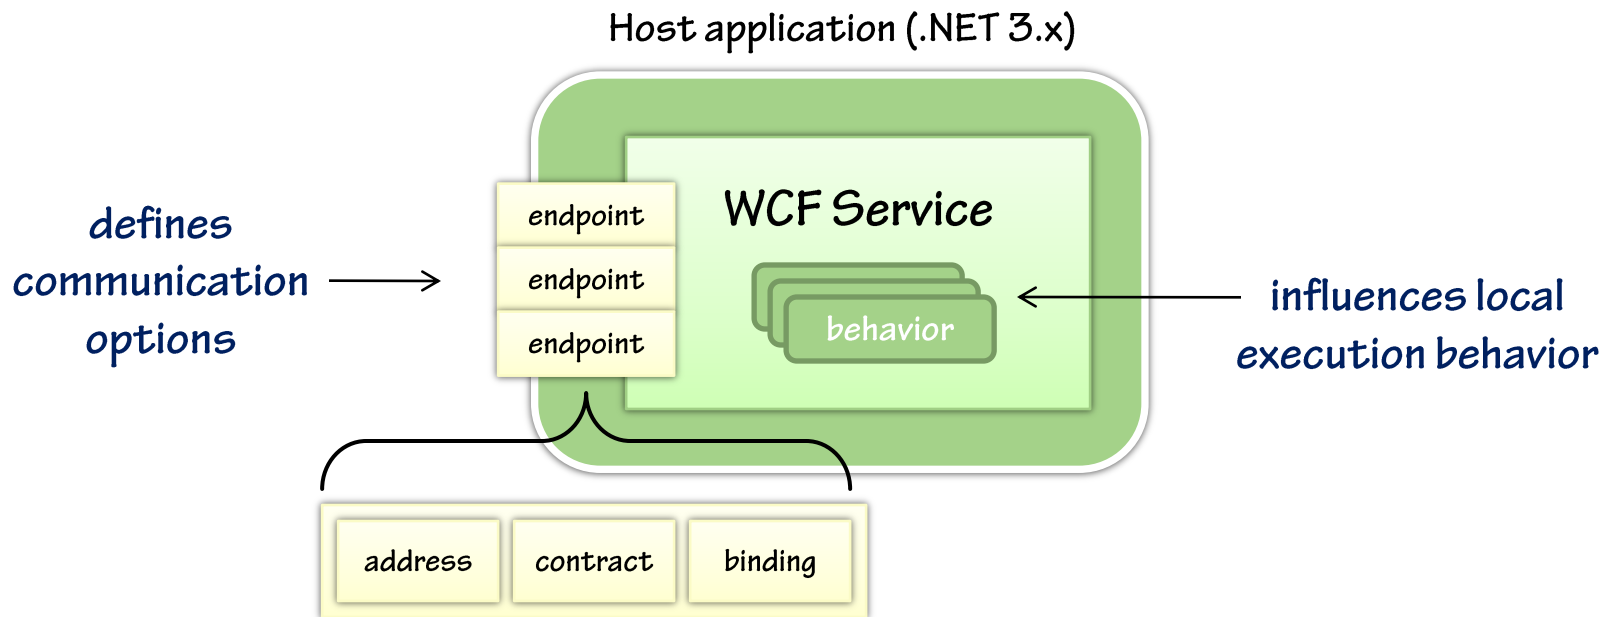 Host application (.NET 3.x)
defines
communication
options
endpoint
endpoint
endpoint
WCF Service
behavior
influences local
execution behavior
address
contract
binding